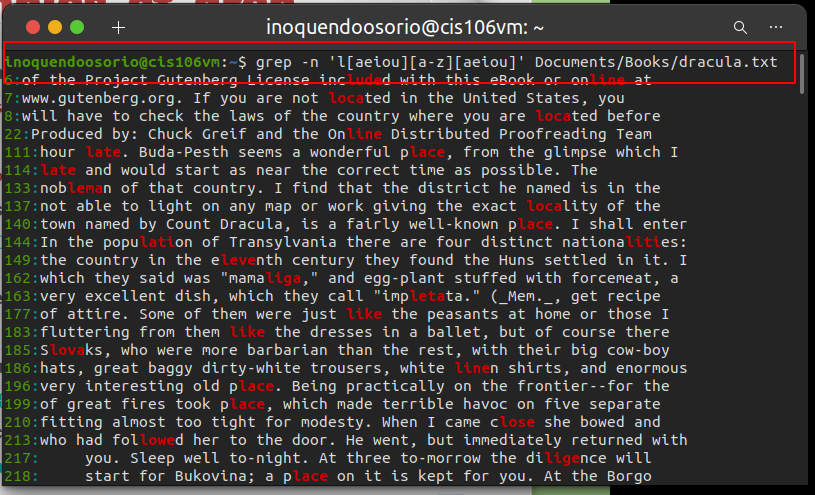 inoquendoosorio@cis106vm: ~
inoquendoosorio@cis106vm:~$ grep -n 'l[aeiou][a-z][aeiou]' Documents/Books/dracula.txt
6:of the Project Gutenberg License included with this eBook or online at
7:www.gutenberg.org. If you are not located in the United States, you
8:will have to check the laws of the country where you are located before
22:Produced by: Chuck Greif and the Online Distributed Proofreading Team
111:hour late. Buda-Pesth seems a wonderful place, from the glimpse which I
114:late and would start as near the correct time as possible. The
133:nobleman of that country. I find that the district he named is in the
137:not able to light on any map or work giving the exact locality of the
140:town named by Count Dracula, is a fairly well-known place. I shall enter
144:In the population of Transylvania there are four distinct nationalities:
149:the country in the eleventh century they found the Huns settled in it. I
162:which they said was "mamaliga," and egg-plant stuffed with forcemeat, a
163:very excellent dish, which they call "impletata." (_Mem._, get recipe
177:of attire. Some of them were just like the peasants at home or those I
183:fluttering from them like the dresses in a ballet, but of course there
185:Slovaks, who were more barbarian than the rest, with their big cow-boy
186:hats, great baggy dirty-white trousers, white linen shirts, and enormous
196:very interesting old place. Being practically on the frontier--for the
199:of great fires took place, which made terrible havoc on five separate
210:fitting almost too tight for modesty. When I came close she bowed and
213:who had followed her to the door. He went, but immediately returned with
217:     you. Sleep well to-night. At three to-morrow the diligence will
218:     start for Bukovina; a place on it is kept for you. At the Borgo